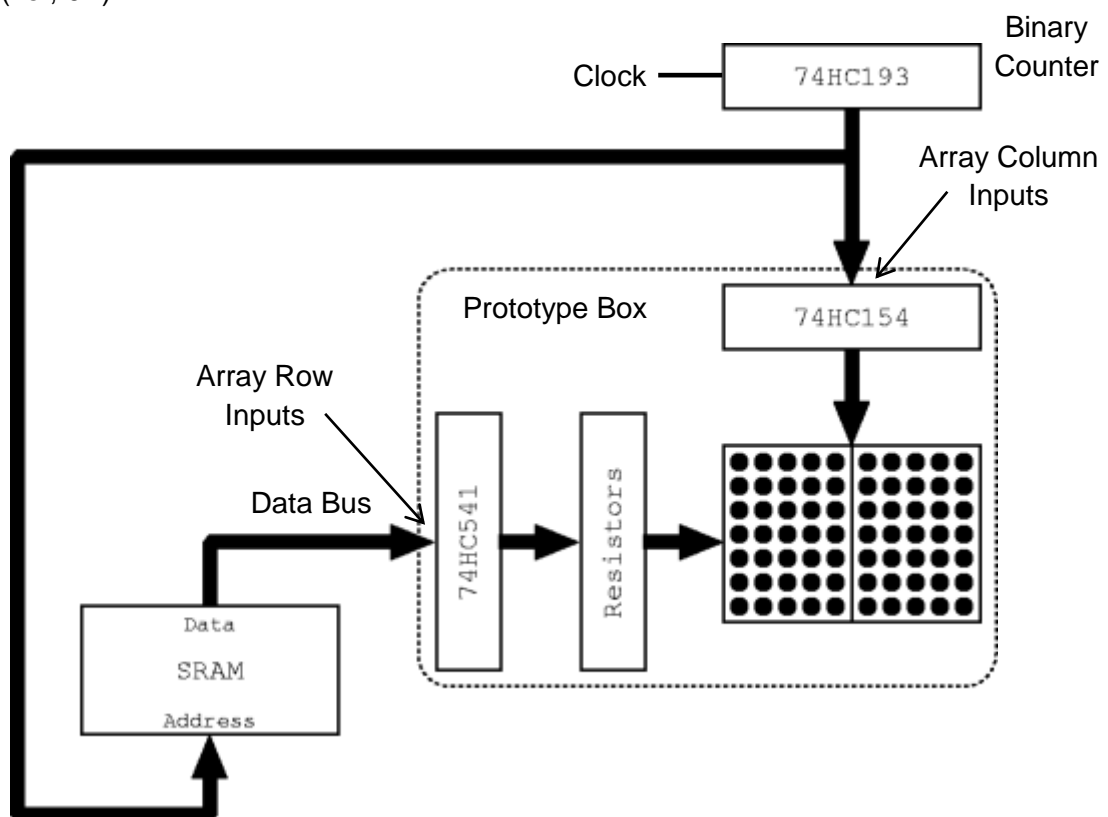 Binary
Counter
Clock
74HC193
Array Column
Inputs
Prototype Box
74HC154
Array Row
Inputs
Data Bus
74HC541
Resistors
Data
SRAM
Address